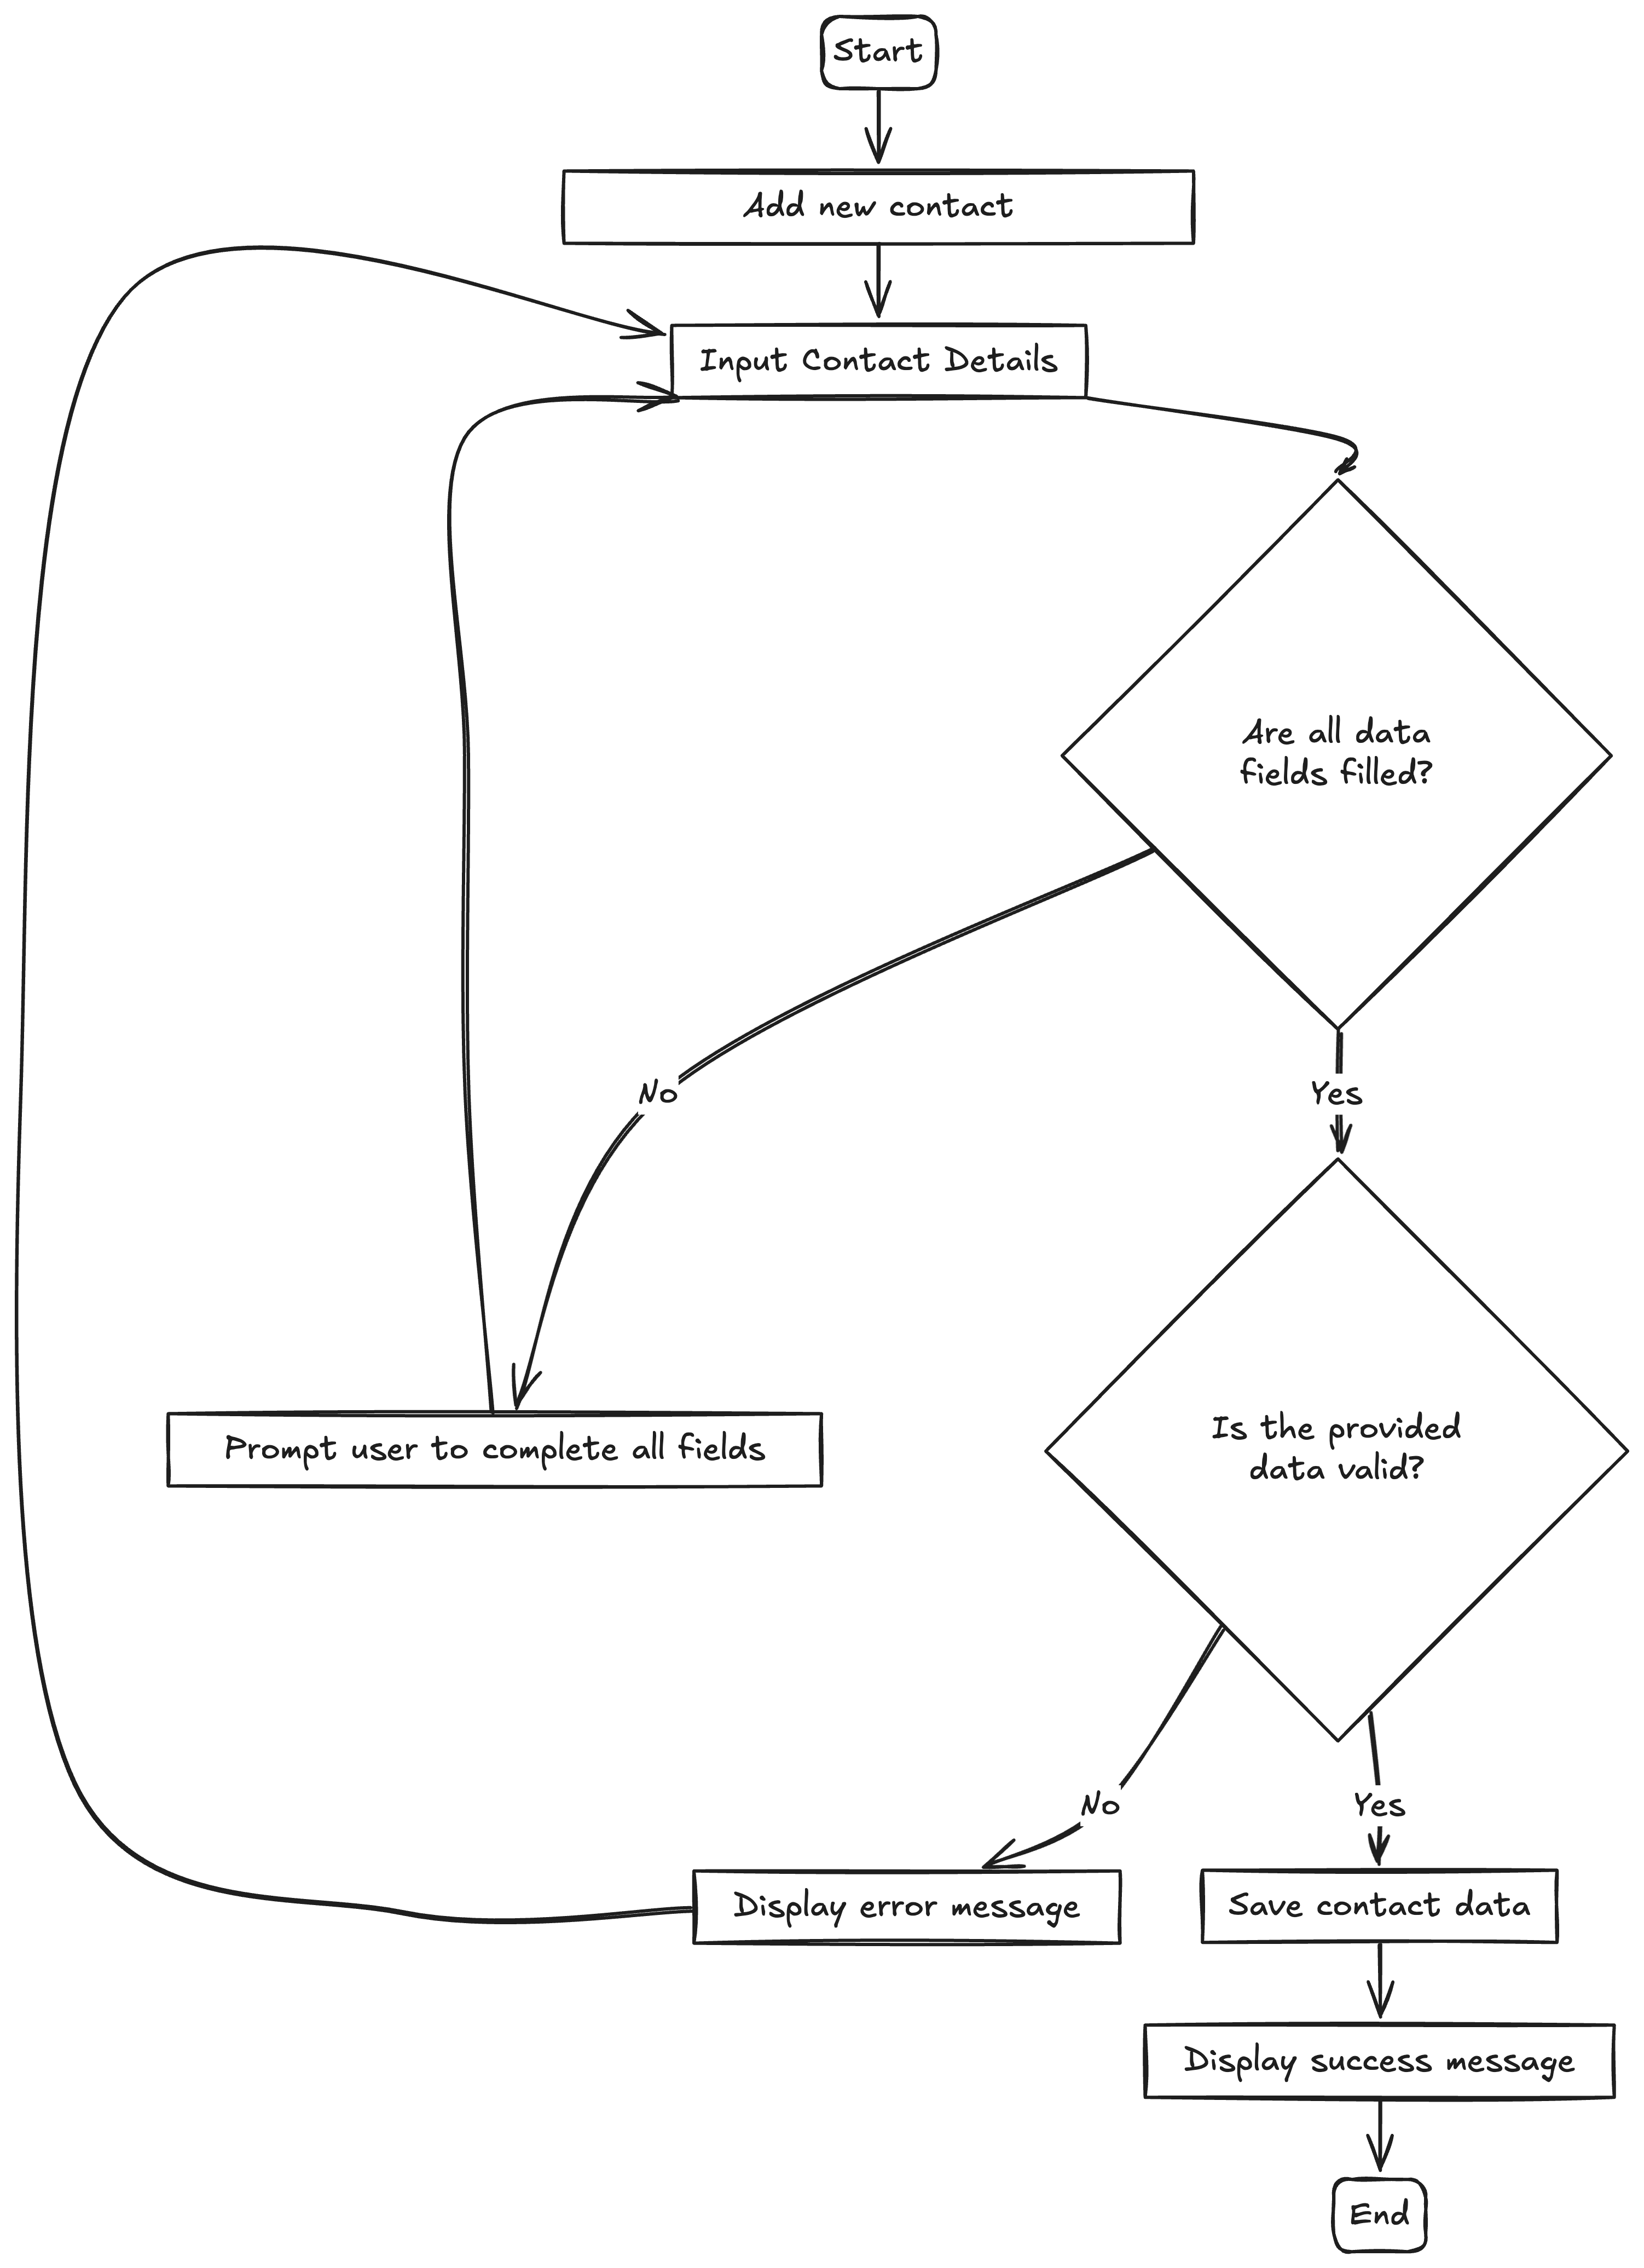 Start
Add new contact
Input Contact Details
Are all data
fields filled?
No
Yes
Prompt user to complete all fields
Is the provided
data valid?
No
Yes
Display error message
Save contact data
Display success message
End